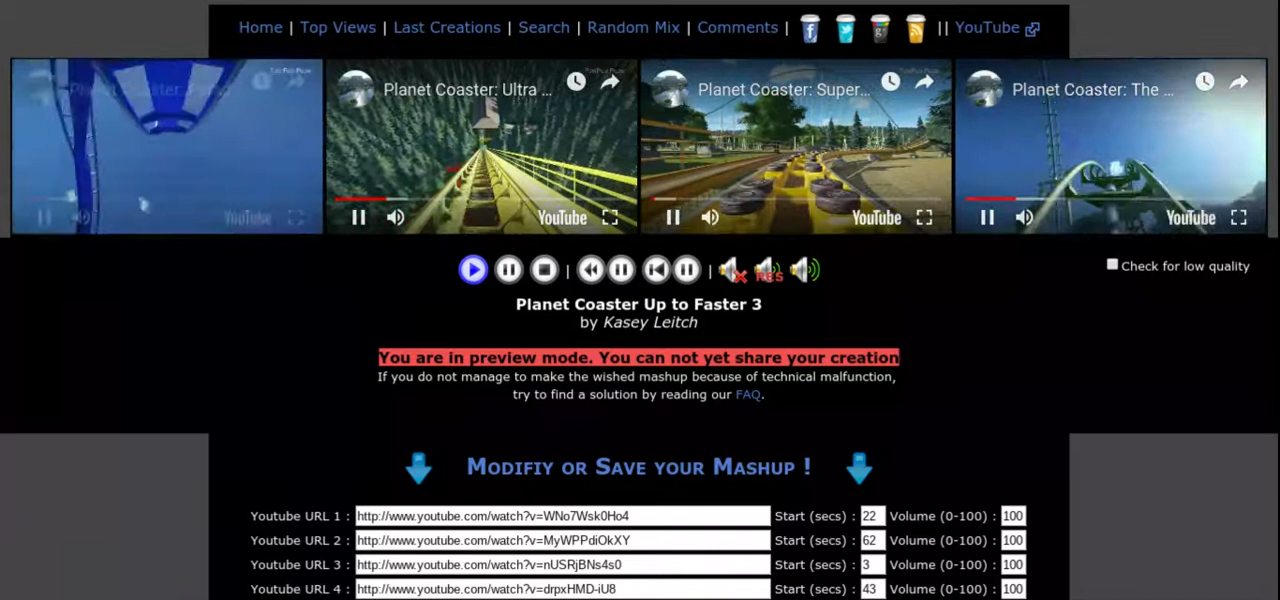 Home | Top Views | Last Creations | Search | Random Mix | Comments | || YouTube
Planet Coaster: Ultra ...
Planet Coaster: Super...
Planet Coaster: The ...
YouTube
YouTube
YouTube
YouTube
RES
Check for low quality
Planet Coaster Up to Faster 3
by Kasey Leitch
You are in preview mode. You can not yet share your creation
If you do not manage to make the wished mashup because of technical malfunction,
try to find a solution by reading our FAQ.
Modifiy or Save your Mashup !
Youtube URL 1 : http://www.youtube.com/watch?v=WNo7Wsk0Ho4 Start (secs) : 22 Volume (0-100) : 100
Youtube URL 2 : http://www.youtube.com/watch?v=MyWPPdiOkXY Start (secs) : 62 Volume (0-100) : 100
Youtube URL 3 : http://www.youtube.com/watch?v=nUSRjBNs4s0 Start (secs) : 3 Volume (0-100) : 100
Youtube URL 4 : http://www.youtube.com/watch?v=drpxHMD-iU8 Start (secs) : 43 Volume (0-100) : 100